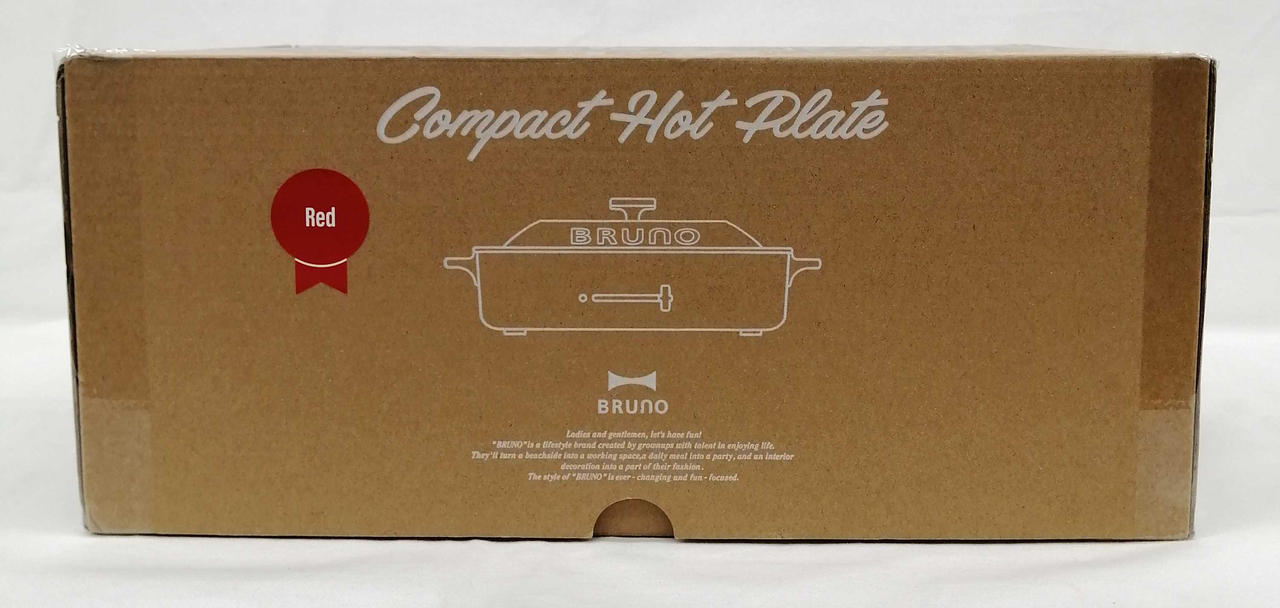 Compact Hot Plate
Red
BRUNO
BRUNO
Ladies and gentlemen, let's have fun!
"BRUNO" is a lifestyle brand created by grownups with talent in enjoying life.
They'll turn a beachside into a working space,a daily meal into a party, and an interior
decoration into a part of their fashion.
The style of "BRUNO" is ever - changing and fun - focused.